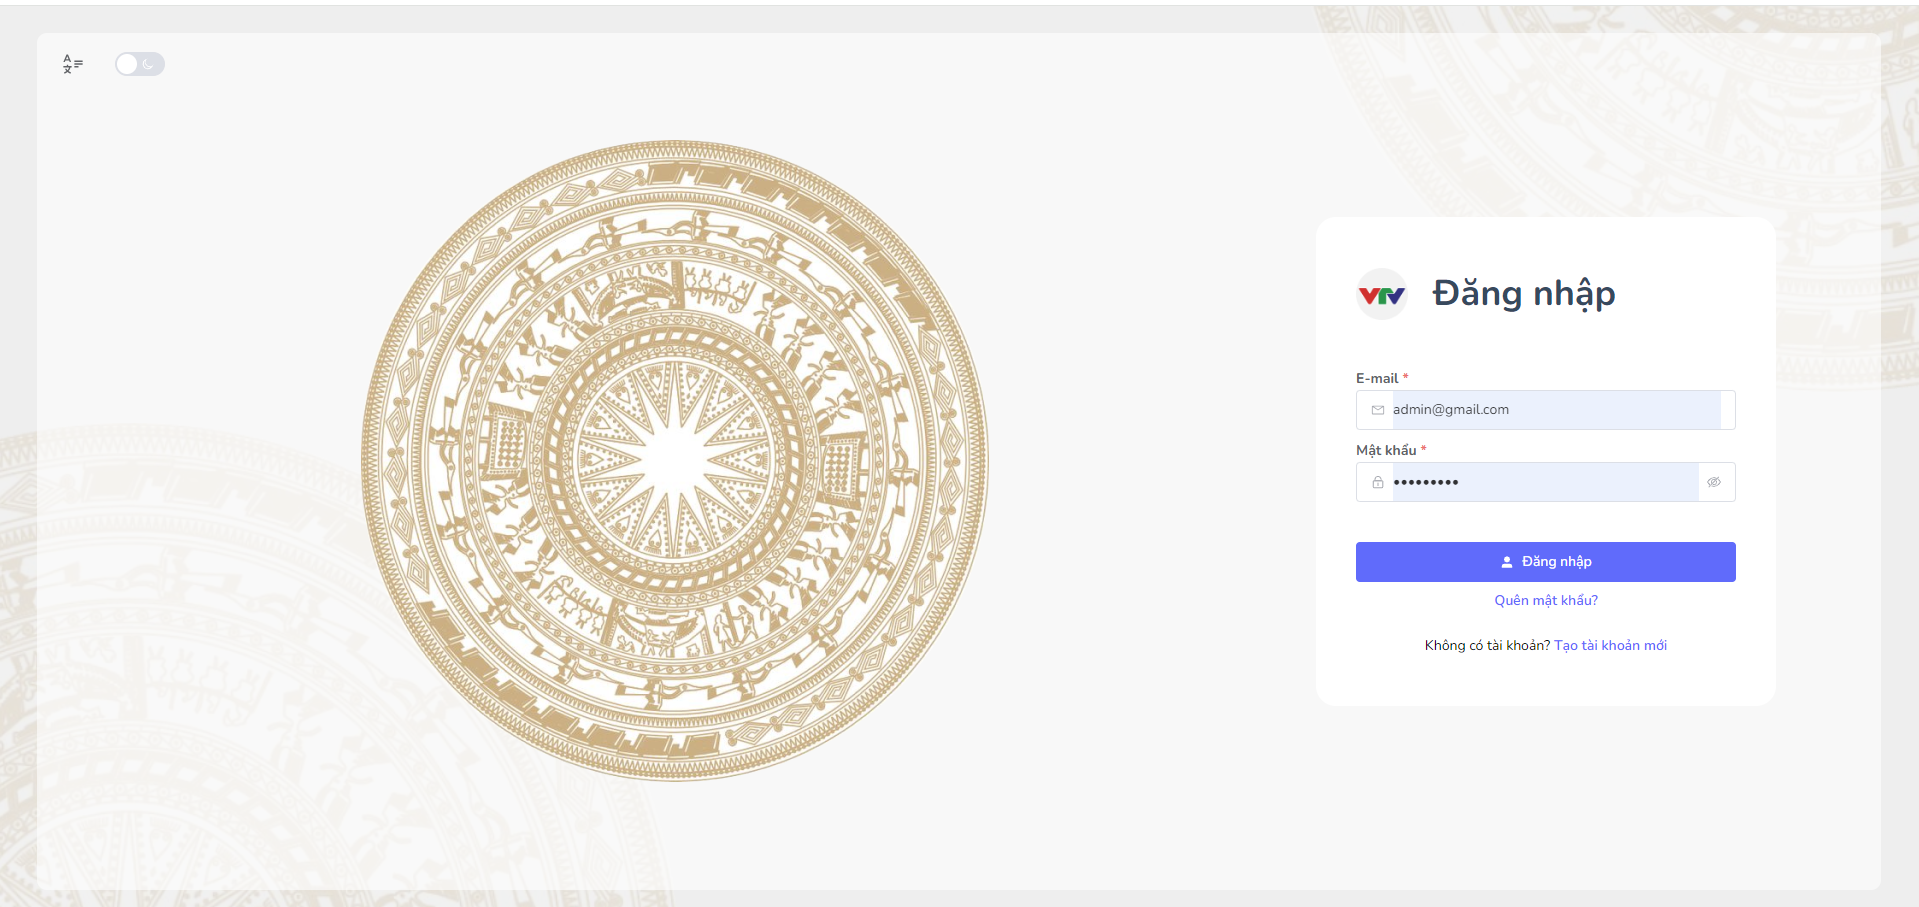 VTV
Đăng nhập
E-mail *
admin@gmail.com
Mật khẩu *
•••••••••
Đăng nhập
Quên mật khẩu?
Không có tài khoản? Tạo tài khoản mới